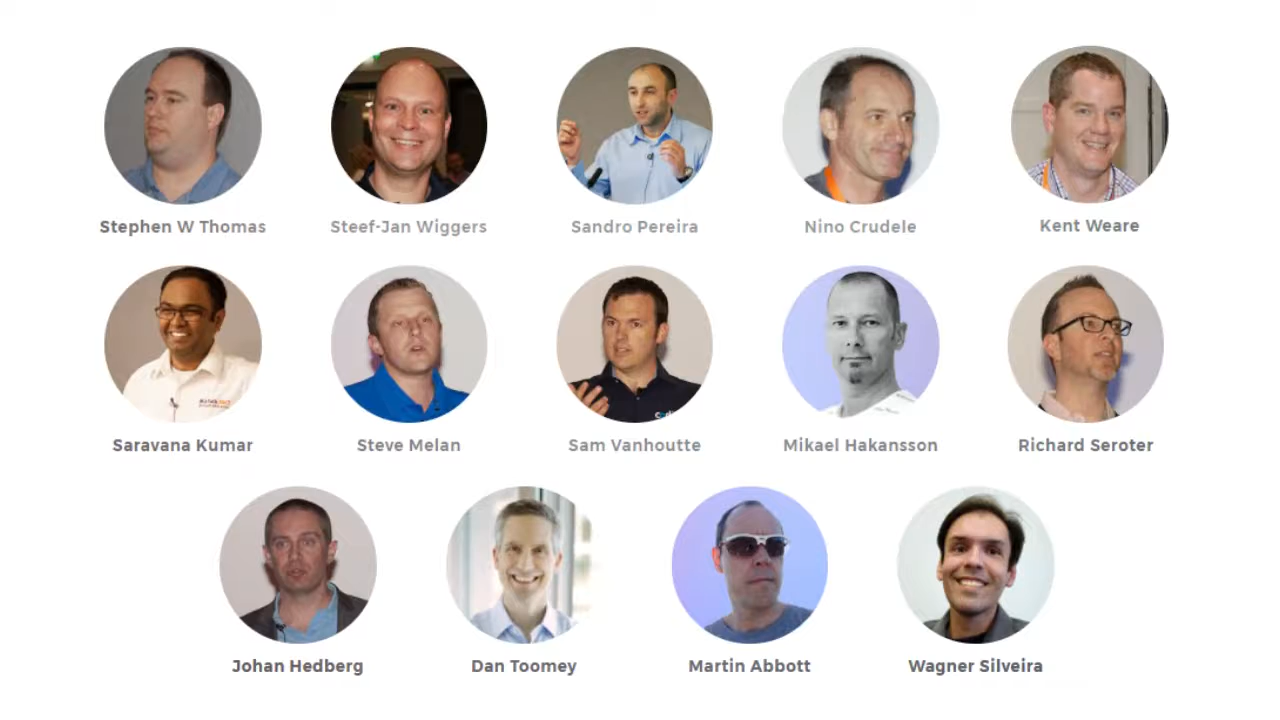 Stephen W Thomas
Steef-Jan Wiggers
Sandro Pereira
Nino Crudele
Kent Weare
Saravana Kumar
Steve Melan
Sam Vanhoutte
Mikael Hakansson
Richard Seroter
Johan Hedberg
Dan Toomey
Martin Abbott
Wagner Silveira